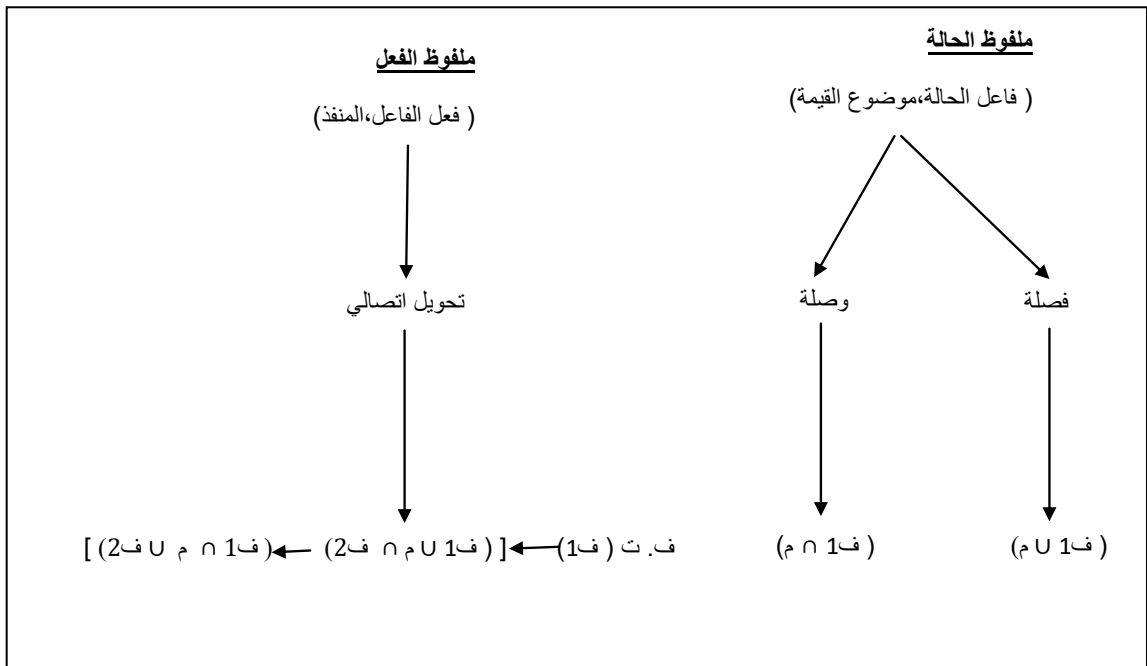 ملفوظ الحالة
( فاعل الحالة،موضوع القيمة)
فصلة
وصلة
( ف1 ∪ م)
( ف1 ∩ م)
ملفوظ الفعل
( فعل الفاعل،المنفذ)
تحويل اتصالي
ف. ت ( ف1) ← [ ( ف1 ∪ م ∩ ف2) ← ( ف1 ∩ م ∪ ف2) ]